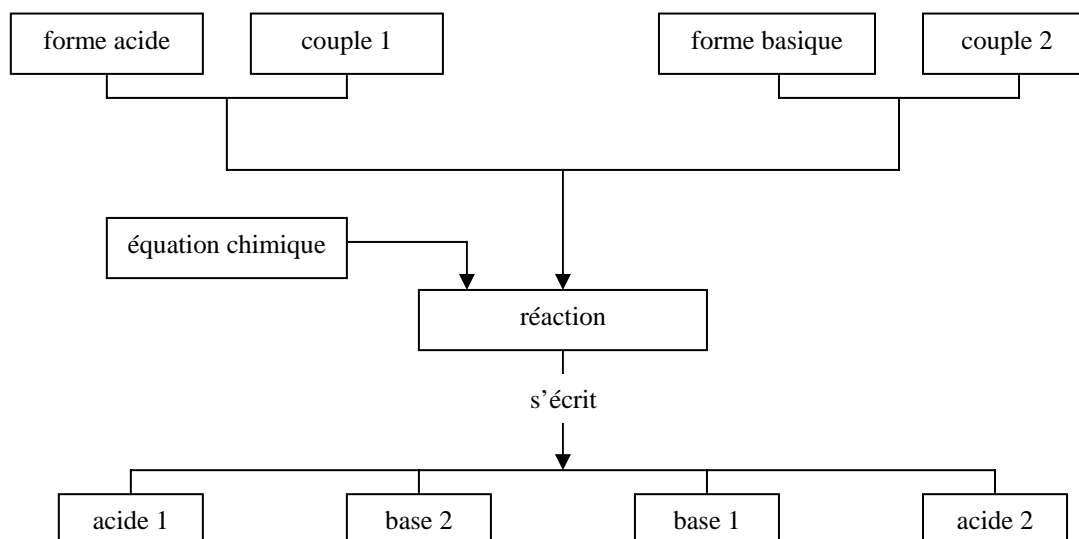 forme acide couple 1 forme basique couple 2
équation chimique
réaction
s’écrit
acide 1 base 2 base 1 acide 2